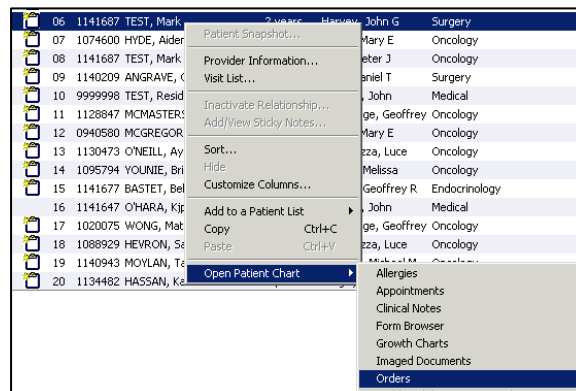 06 1141687 TEST, Mark 2 years Harvey, John G Surgery
07 1074600 HYDE, Aiden Mary E Oncology
08 1141687 TEST, Mark eter J Oncology
09 1140209 ANGRAVE, aniel T Surgery
10 9999998 TEST, Resid , John Medical
11 1128847 MCMASTERS ge, Geoffrey Oncology
12 0940580 MCGREGOR Mary E Oncology
13 1130473 O'NEILL, Ay zza, Luce Oncology
14 1095794 YOUNIE, Bri Melissa Oncology
15 1141677 BASTET, Bel Geoffrey R Endocrinology
16 1141647 O'HARA, Kjp , John Medical
17 1020075 WONG, Mat ge, Geoffrey Oncology
18 1088929 HEVRON, Sa zza, Luce Oncology
19 1140943 MOYLAN, Ta
20 1134482 HASSAN, Ka
Patient Snapshot...
Provider Information...
Visit List...
Inactivate Relationship...
Add/View Sticky Notes...
Sort...
Hide
Customize Columns...
Add to a Patient List
Copy Ctrl+C
Paste Ctrl+V
Open Patient Chart
Allergies
Appointments
Clinical Notes
Form Browser
Growth Charts
Imaged Documents
Orders